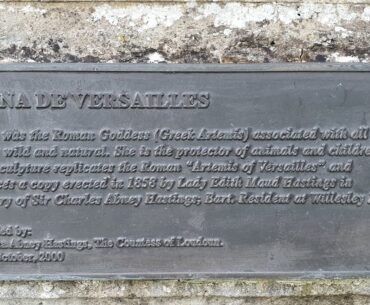 NA DE VERSAILLES
was the Roman Goddess (Greek Artemis) associated with all
wild and natural. She is the protector of animals and childre
sculpture replicates the Roman "Artemis of Versailles" and
ces a copy erected in 1858 by Lady Edith Maud Hastings in
ry of Sir Charles Abney Hastings; Bart. Resident at Willesley
ed by:
Abney Hastings, The Countess of Loudoun.
October, 2000